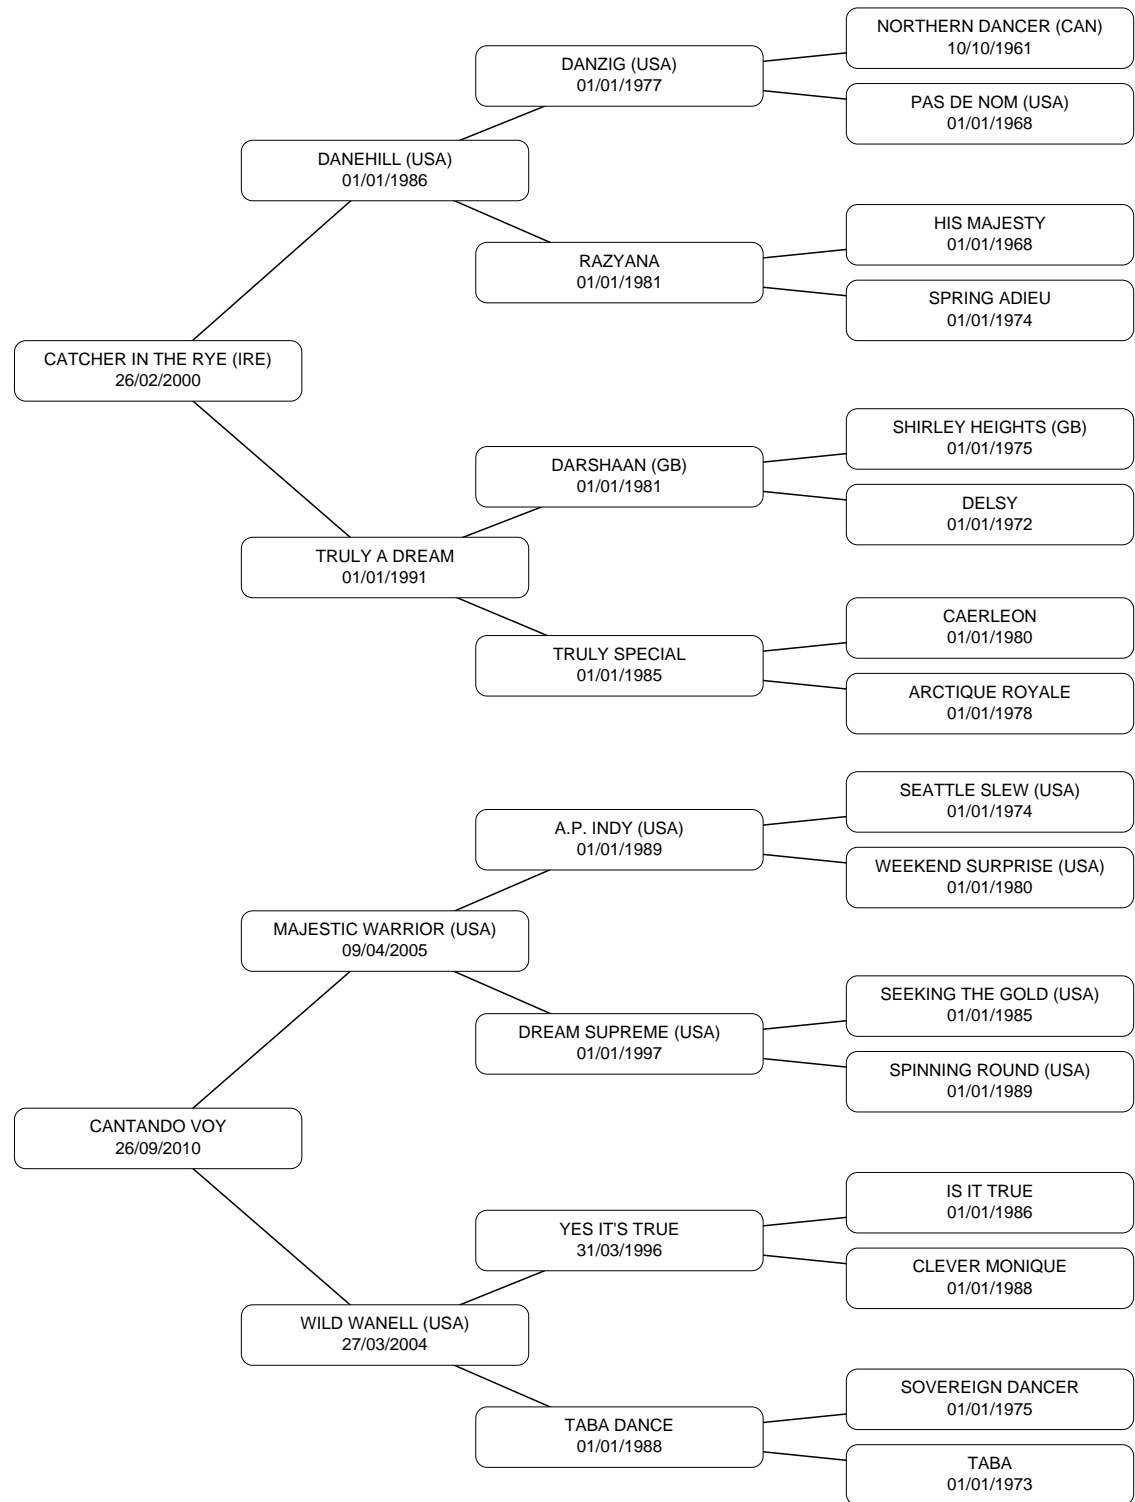 NORTHERN DANCER (CAN)
10/10/1961
DANZIG (USA)
01/01/1977
PAS DE NOM (USA)
01/01/1968
DANEHILL (USA)
01/01/1986
HIS MAJESTY
01/01/1968
RAZYANA
01/01/1981
SPRING ADIEU
01/01/1974
CATCHER IN THE RYE (IRE)
26/02/2000
SHIRLEY HEIGHTS (GB)
01/01/1975
DARSHAAN (GB)
01/01/1981
DELSY
01/01/1972
TRULY A DREAM
01/01/1991
CAERLEON
01/01/1980
TRULY SPECIAL
01/01/1985
ARCTIQUE ROYALE
01/01/1978
SEATTLE SLEW (USA)
01/01/1974
A.P. INDY (USA)
01/01/1989
WEEKEND SURPRISE (USA)
01/01/1980
MAJESTIC WARRIOR (USA)
09/04/2005
SEEKING THE GOLD (USA)
01/01/1985
DREAM SUPREME (USA)
01/01/1997
SPINNING ROUND (USA)
01/01/1989
CANTANDO VOY
26/09/2010
IS IT TRUE
01/01/1986
YES IT'S TRUE
31/03/1996
CLEVER MONIQUE
01/01/1988
WILD WANELL (USA)
27/03/2004
SOVEREIGN DANCER
01/01/1975
TABA DANCE
01/01/1988
TABA
01/01/1973